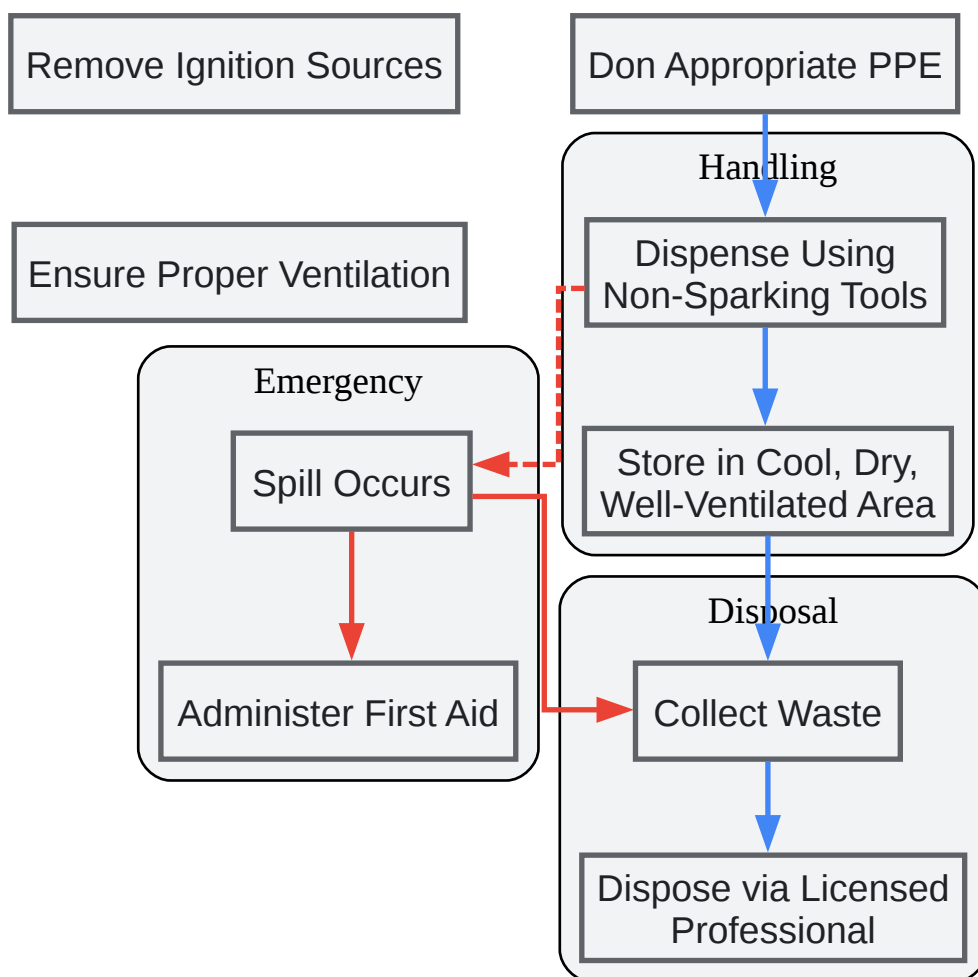 Remove Ignition Sources
Don Appropriate PPE
Handling
Ensure Proper Ventilation
Dispense Using
Non-Sparking Tools
Emergency
Spill Occurs
Store in Cool, Dry,
Well-Ventilated Area
Disposal
Administer First Aid
Collect Waste
Dispose via Licensed
Professional